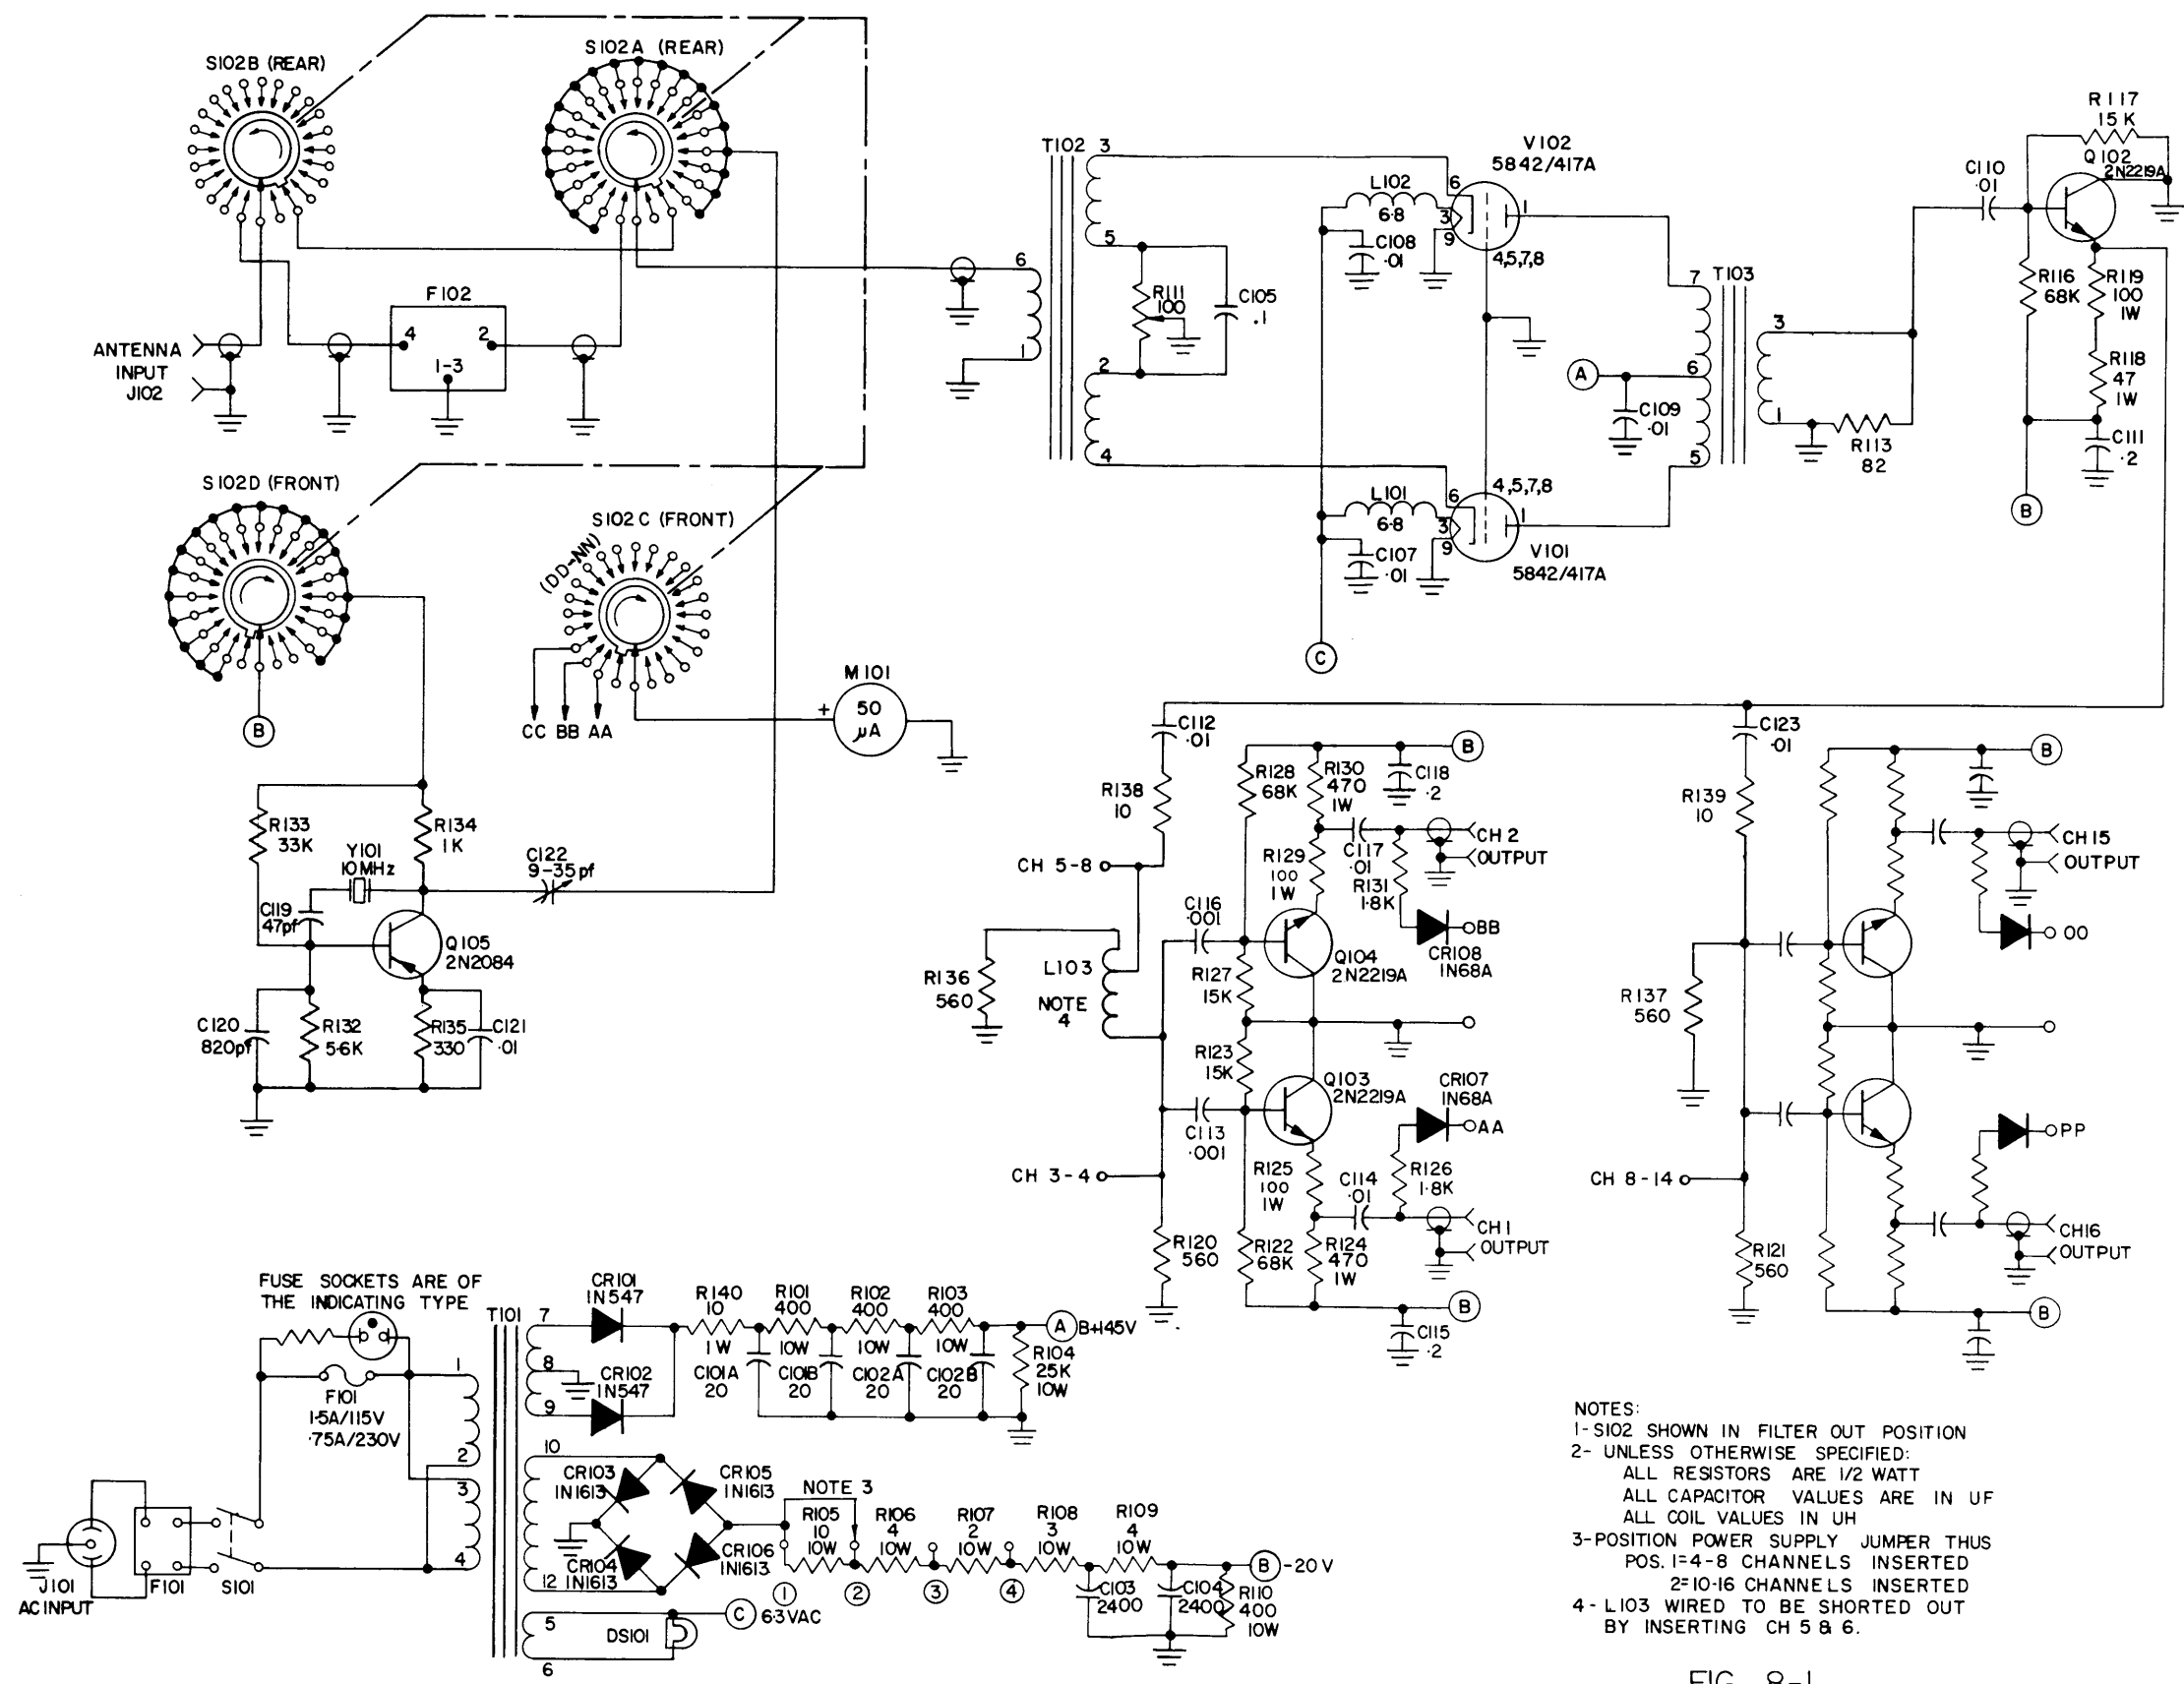 S102B (REAR)
S102A (REAR)
ANTENNA
INPUT
J102
F102
4
2
1-3
6
1
T102
3
5
2
4
R111
100
C105
.1
V102
5842/417A
L102
6.8
6
3
9
1
4,5,7,8
C108
.01
C107
.01
L101
6.8
6
3
9
1
4,5,7,8
V101
5842/417A
C
A
C109
.01
7
6
5
T103
3
1
R113
82
C110
.01
R117
15K
Q102
2N2219A
R116
68K
R119
100
1W
R118
47
1W
C111
.2
B
S102D (FRONT)
S102C (FRONT)
(DD-NN)
CC BB AA
M101
+
50
µA
B
R133
33K
R134
1K
Y101
10MHz
C122
9-35pf
C119
47pf
Q105
2N2084
C120
820pf
R132
5.6K
R135
330
C121
.01
C112
.01
R138
10
CH 5-8
R136
560
L103
NOTE
4
CH 3-4
R120
560
R128
68K
R130
470
1W
C118
.2
B
R129
100
1W
C117
.01
CH2
OUTPUT
R131
1.8K
BB
CR108
1N68A
C116
.001
Q104
2N2219A
R127
15K
R123
15K
Q103
2N2219A
CR107
1N68A
AA
C113
.001
R125
100
1W
C114
.01
R126
1.8K
CH1
OUTPUT
R122
68K
R124
470
1W
C115
.2
B
C123
.01
R139
10
R137
560
CH 8-14
R121
560
B
CH15
OUTPUT
OO
PP
CH16
OUTPUT
B
FUSE SOCKETS ARE OF
THE INDICATING TYPE
F101
1.5A/115V
.75A/230V
J101
AC INPUT
F101
S101
T101
1
2
3
4
7
8
9
10
12
5
6
CR101
1N547
CR102
1N547
R140
10
1W
R101
400
10W
R102
400
10W
R103
400
10W
C101A
20
C101B
20
C102A
20
C102B
20
A
B+145V
R104
25K
10W
CR103
1N1613
CR105
1N1613
CR104
1N1613
CR106
1N1613
NOTE 3
R105
10
10W
R106
4
10W
R107
2
10W
R108
3
10W
R109
4
10W
1
2
3
4
C103
2400
C104
2400
R110
400
10W
B
-20V
C
6.3VAC
DS101
NOTES:
1- S102 SHOWN IN FILTER OUT POSITION
2- UNLESS OTHERWISE SPECIFIED:
ALL RESISTORS ARE 1/2 WATT
ALL CAPACITOR VALUES ARE IN UF
ALL COIL VALUES IN UH
3-POSITION POWER SUPPLY JUMPER THUS
POS. 1=4-8 CHANNELS INSERTED
2=10-16 CHANNELS INSERTED
4- L103 WIRED TO BE SHORTED OUT
BY INSERTING CH 5 & 6.
FIG. 8-1